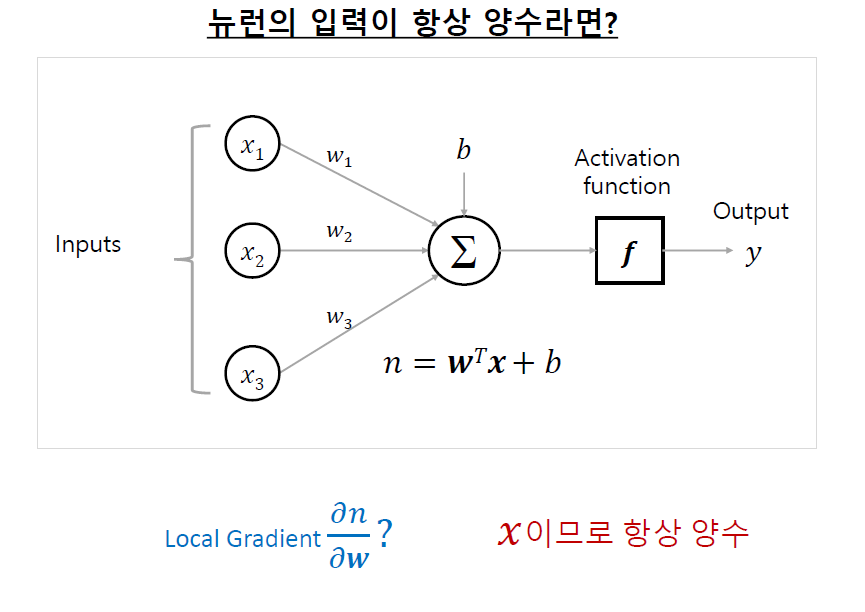 뉴런의 입력이 항상 양수라면?
Inputs
x₁
x₂
x₃
w₁
w₂
w₃
b
Σ
Activation
function
f
Output
y
n = wᵀx + b
Local Gradient ∂n/∂w ?
x이므로 항상 양수